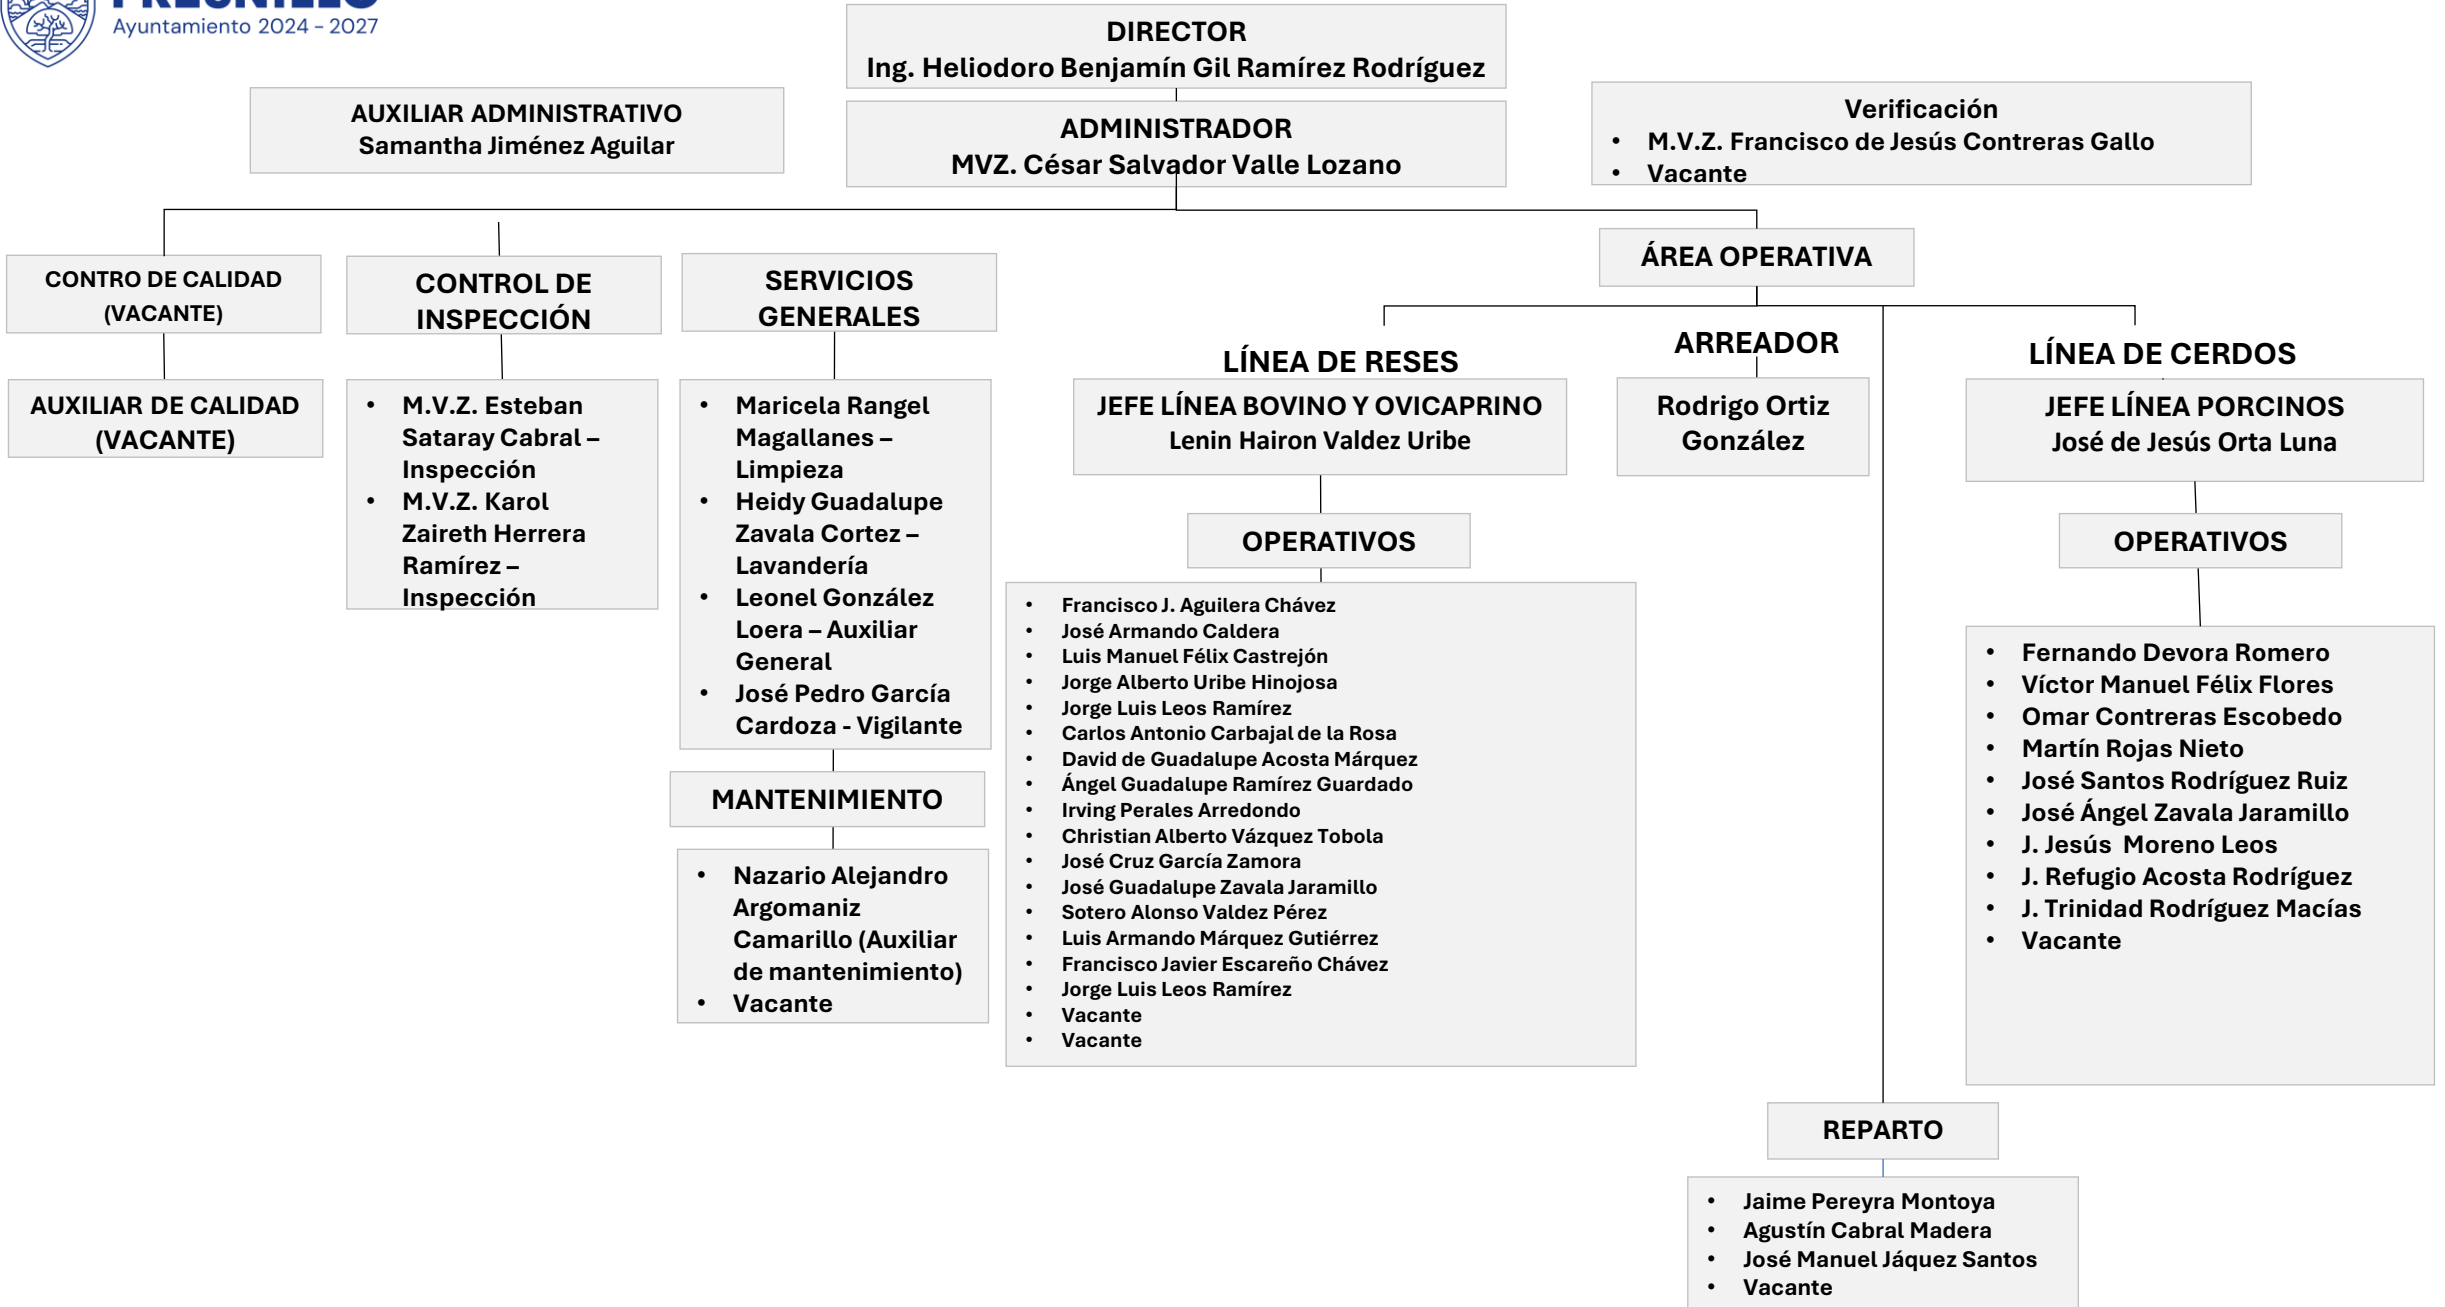 FRESNILLO
Ayuntamiento 2024 – 2027
DIRECTOR
Ing. Heliodoro Benjamín Gil Ramírez Rodríguez
AUXILIAR ADMINISTRATIVO
Samantha Jiménez Aguilar
ADMINISTRADOR
MVZ. César Salvador Valle Lozano
Verificación
• M.V.Z. Francisco de Jesús Contreras Gallo
• Vacante
CONTRO DE CALIDAD
(VACANTE)
AUXILIAR DE CALIDAD
(VACANTE)
CONTROL DE
INSPECCIÓN
• M.V.Z. Esteban
Sataray Cabral –
Inspección
• M.V.Z. Karol
Zaireth Herrera
Ramírez –
Inspección
SERVICIOS
GENERALES
• Maricela Rangel
Magallanes –
Limpieza
• Heidy Guadalupe
Zavala Cortez –
Lavandería
• Leonel González
Loera – Auxiliar
General
• José Pedro García
Cardoza - Vigilante
MANTENIMIENTO
• Nazario Alejandro
Argomaniz
Camarillo (Auxiliar
de mantenimiento)
• Vacante
ÁREA OPERATIVA
LÍNEA DE RESES
JEFE LÍNEA BOVINO Y OVICAPRINO
Lenin Hairon Valdez Uribe
OPERATIVOS
• Francisco J. Aguilera Chávez
• José Armando Caldera
• Luis Manuel Félix Castrejón
• Jorge Alberto Uribe Hinojosa
• Jorge Luis Leos Ramírez
• Carlos Antonio Carbajal de la Rosa
• David de Guadalupe Acosta Márquez
• Ángel Guadalupe Ramírez Guardado
• Irving Perales Arredondo
• Christian Alberto Vázquez Tobola
• José Cruz García Zamora
• José Guadalupe Zavala Jaramillo
• Sotero Alonso Valdez Pérez
• Luis Armando Márquez Gutiérrez
• Francisco Javier Escareño Chávez
• Jorge Luis Leos Ramírez
• Vacante
• Vacante
ARREADOR
Rodrigo Ortiz
González
LÍNEA DE CERDOS
JEFE LÍNEA PORCINOS
José de Jesús Orta Luna
OPERATIVOS
• Fernando Devora Romero
• Víctor Manuel Félix Flores
• Omar Contreras Escobedo
• Martín Rojas Nieto
• José Santos Rodríguez Ruiz
• José Ángel Zavala Jaramillo
• J. Jesús  Moreno Leos
• J. Refugio Acosta Rodríguez
• J. Trinidad Rodríguez Macías
• Vacante
REPARTO
• Jaime Pereyra Montoya
• Agustín Cabral Madera
• José Manuel Jáquez Santos
• Vacante